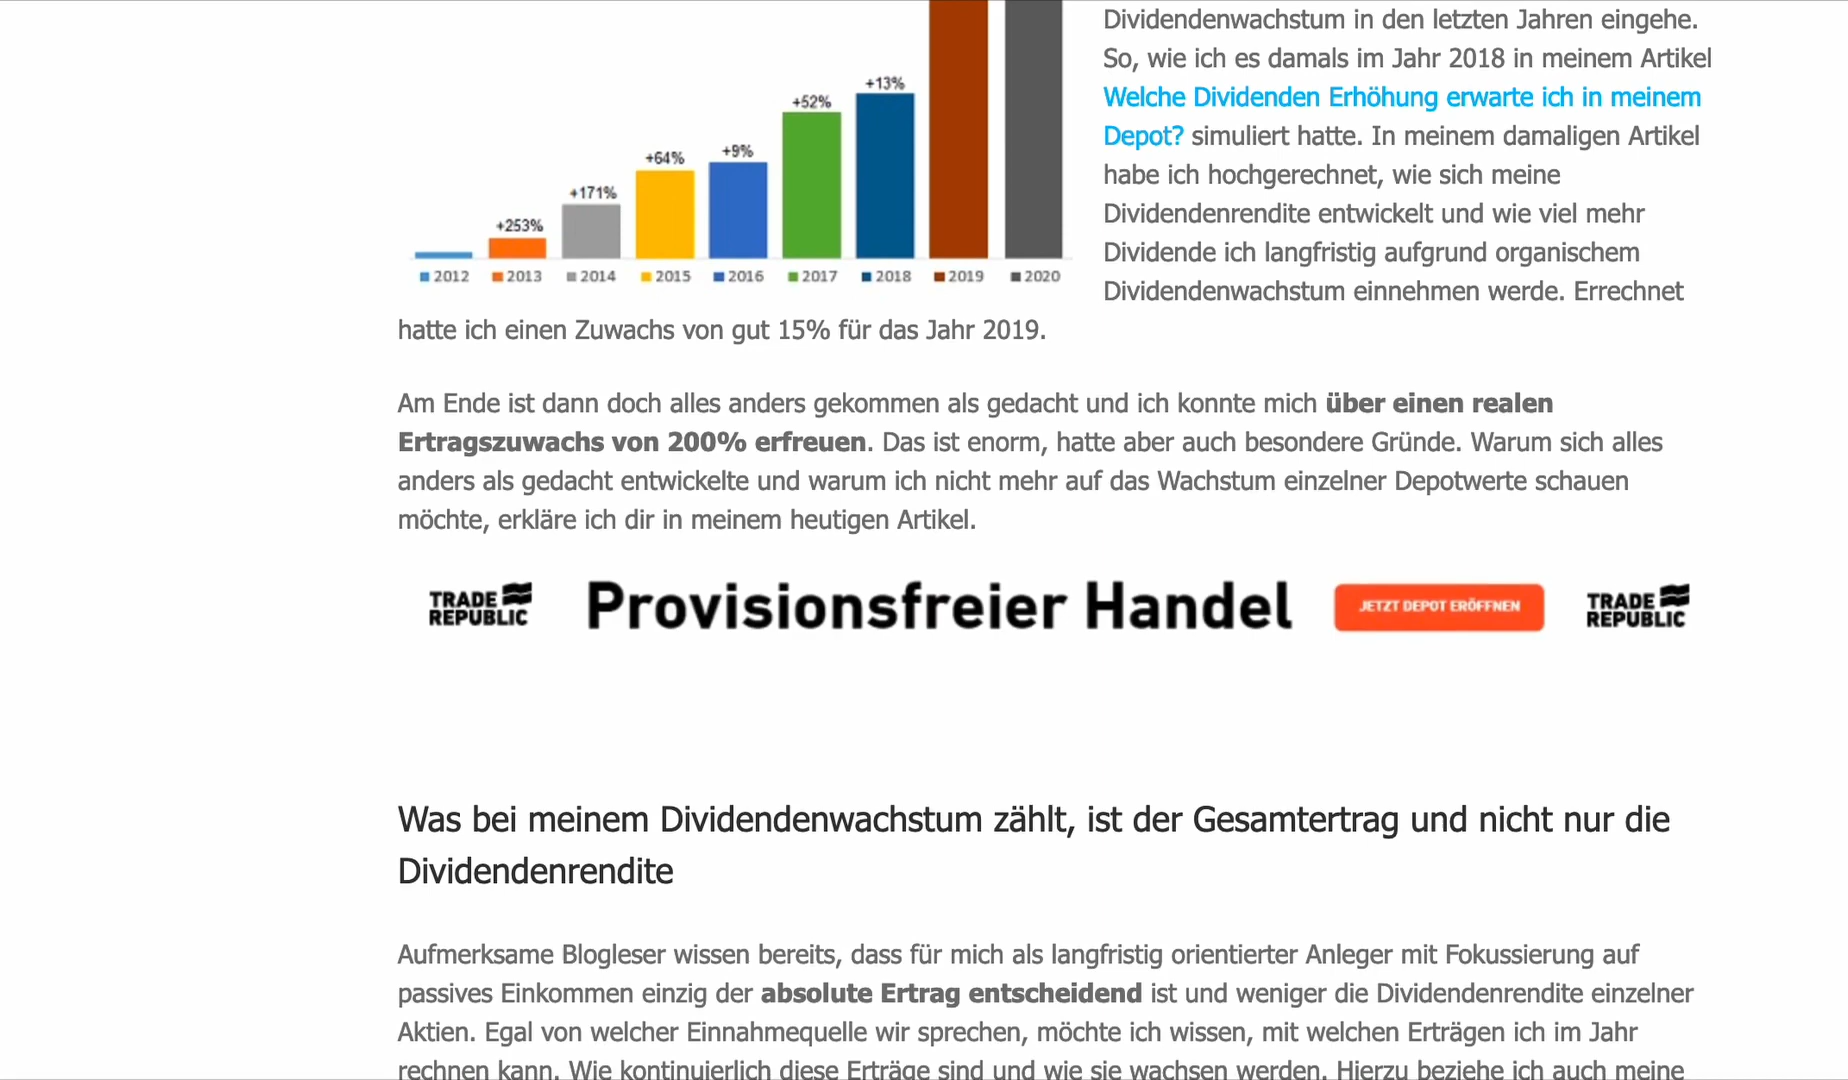 Dividendenwachstum in den letzten Jahren eingehe.
So, wie ich es damals im Jahr 2018 in meinem Artikel
Welche Dividenden Erhöhung erwarte ich in meinem
Depot? simuliert hatte. In meinem damaligen Artikel
habe ich hochgerechnet, wie sich meine
Dividendenrendite entwickelt und wie viel mehr
Dividende ich langfristig aufgrund organischem
Dividendenwachstum einnehmen werde. Errechnet
+253%
+171%
+64%
+9%
+52%
+13%
2012 2013 2014 2015 2016 2017 2018 2019 2020
hatte ich einen Zuwachs von gut 15% für das Jahr 2019.
Am Ende ist dann doch alles anders gekommen als gedacht und ich konnte mich über einen realen
Ertragszuwachs von 200% erfreuen. Das ist enorm, hatte aber auch besondere Gründe. Warum sich alles
anders als gedacht entwickelte und warum ich nicht mehr auf das Wachstum einzelner Depotwerte schauen
möchte, erkläre ich dir in meinem heutigen Artikel.
TRADE
REPUBLIC
Provisionsfreier Handel
JETZT DEPOT ERÖFFNEN
TRADE
REPUBLIC
Was bei meinem Dividendenwachstum zählt, ist der Gesamtertrag und nicht nur die
Dividendenrendite
Aufmerksame Blogleser wissen bereits, dass für mich als langfristig orientierter Anleger mit Fokussierung auf
passives Einkommen einzig der absolute Ertrag entscheidend ist und weniger die Dividendenrendite einzelner
Aktien. Egal von welcher Einnahmequelle wir sprechen, möchte ich wissen, mit welchen Erträgen ich im Jahr
rechnen kann. Wie kontinuierlich diese Erträge sind und wie sie wachsen werden. Hierzu beziehe ich auch meine